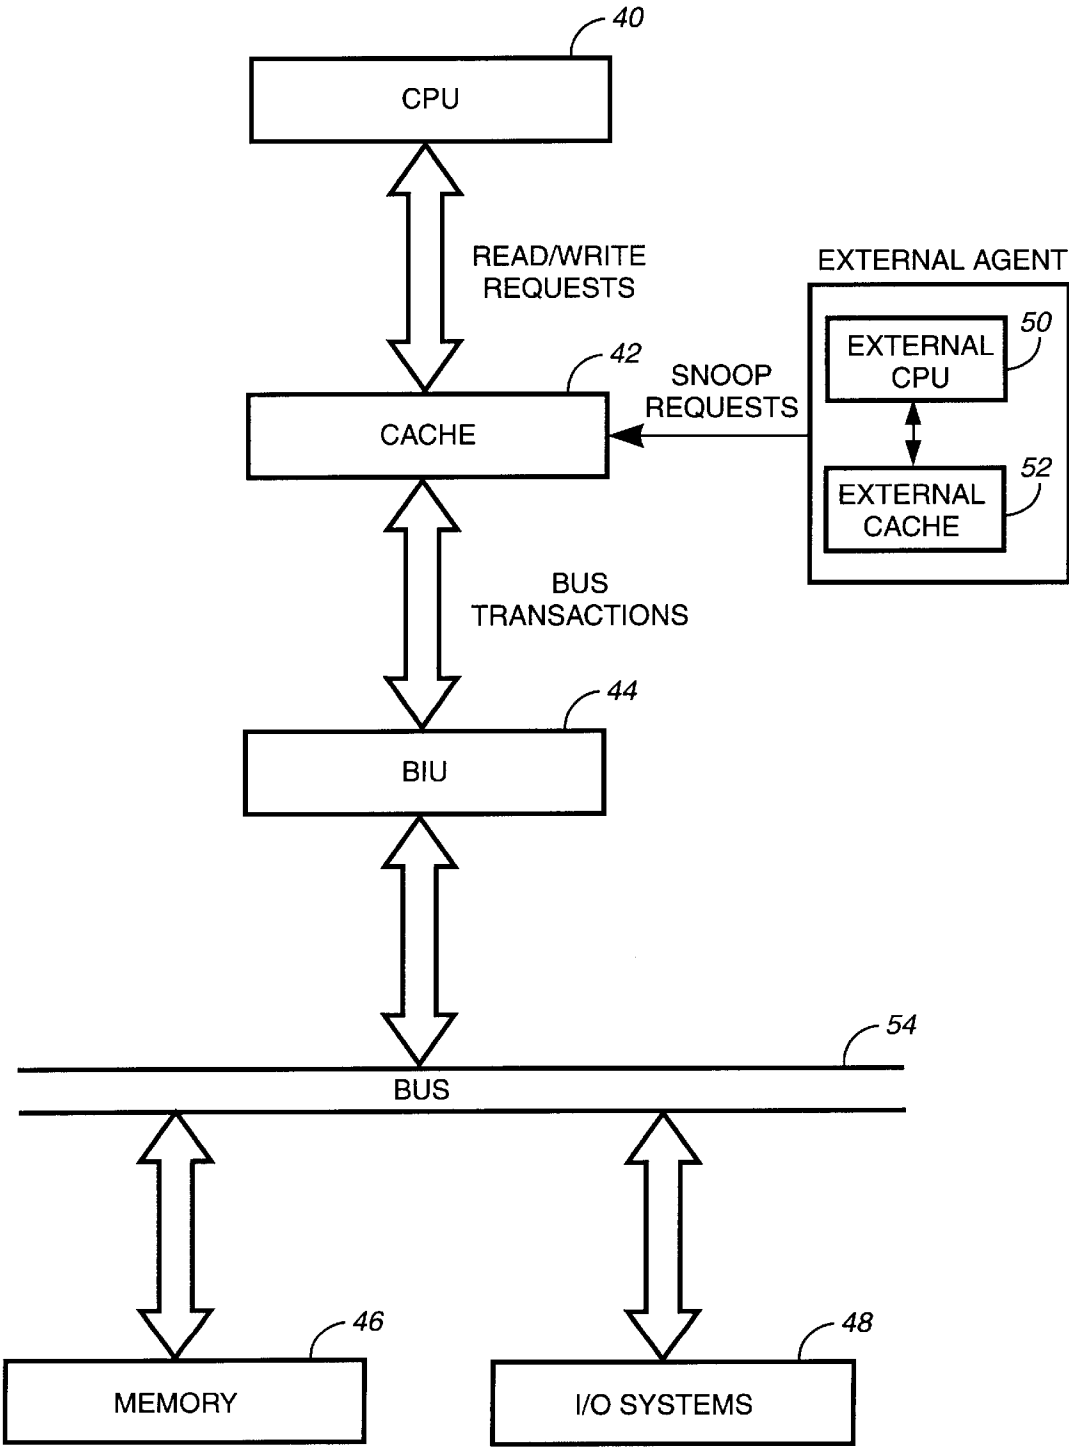 40
CPU
READ/WRITE
REQUESTS
EXTERNAL AGENT
50
EXTERNAL
CPU
42
SNOOP
REQUESTS
CACHE
52
EXTERNAL
CACHE
BUS
TRANSACTIONS
44
BIU
54
BUS
46
MEMORY
48
I/O SYSTEMS